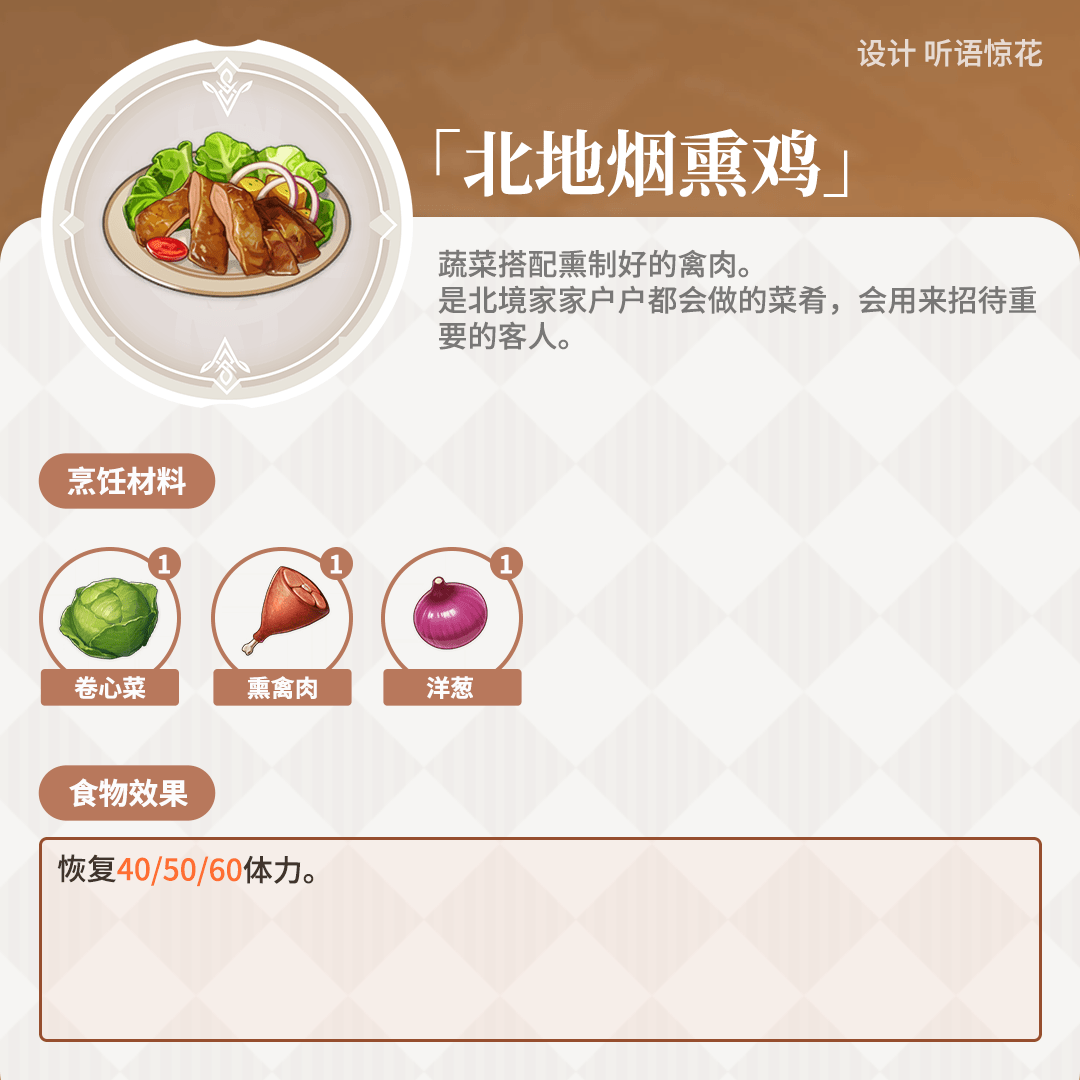 设计 听语惊花
「北地烟熏鸡」
蔬菜搭配熏制好的禽肉。
是北境家家户户都会做的菜肴，会用来招待重
要的客人。
烹饪材料
1
1
1
卷心菜
熏禽肉
洋葱
食物效果
恢复40/50/60体力。